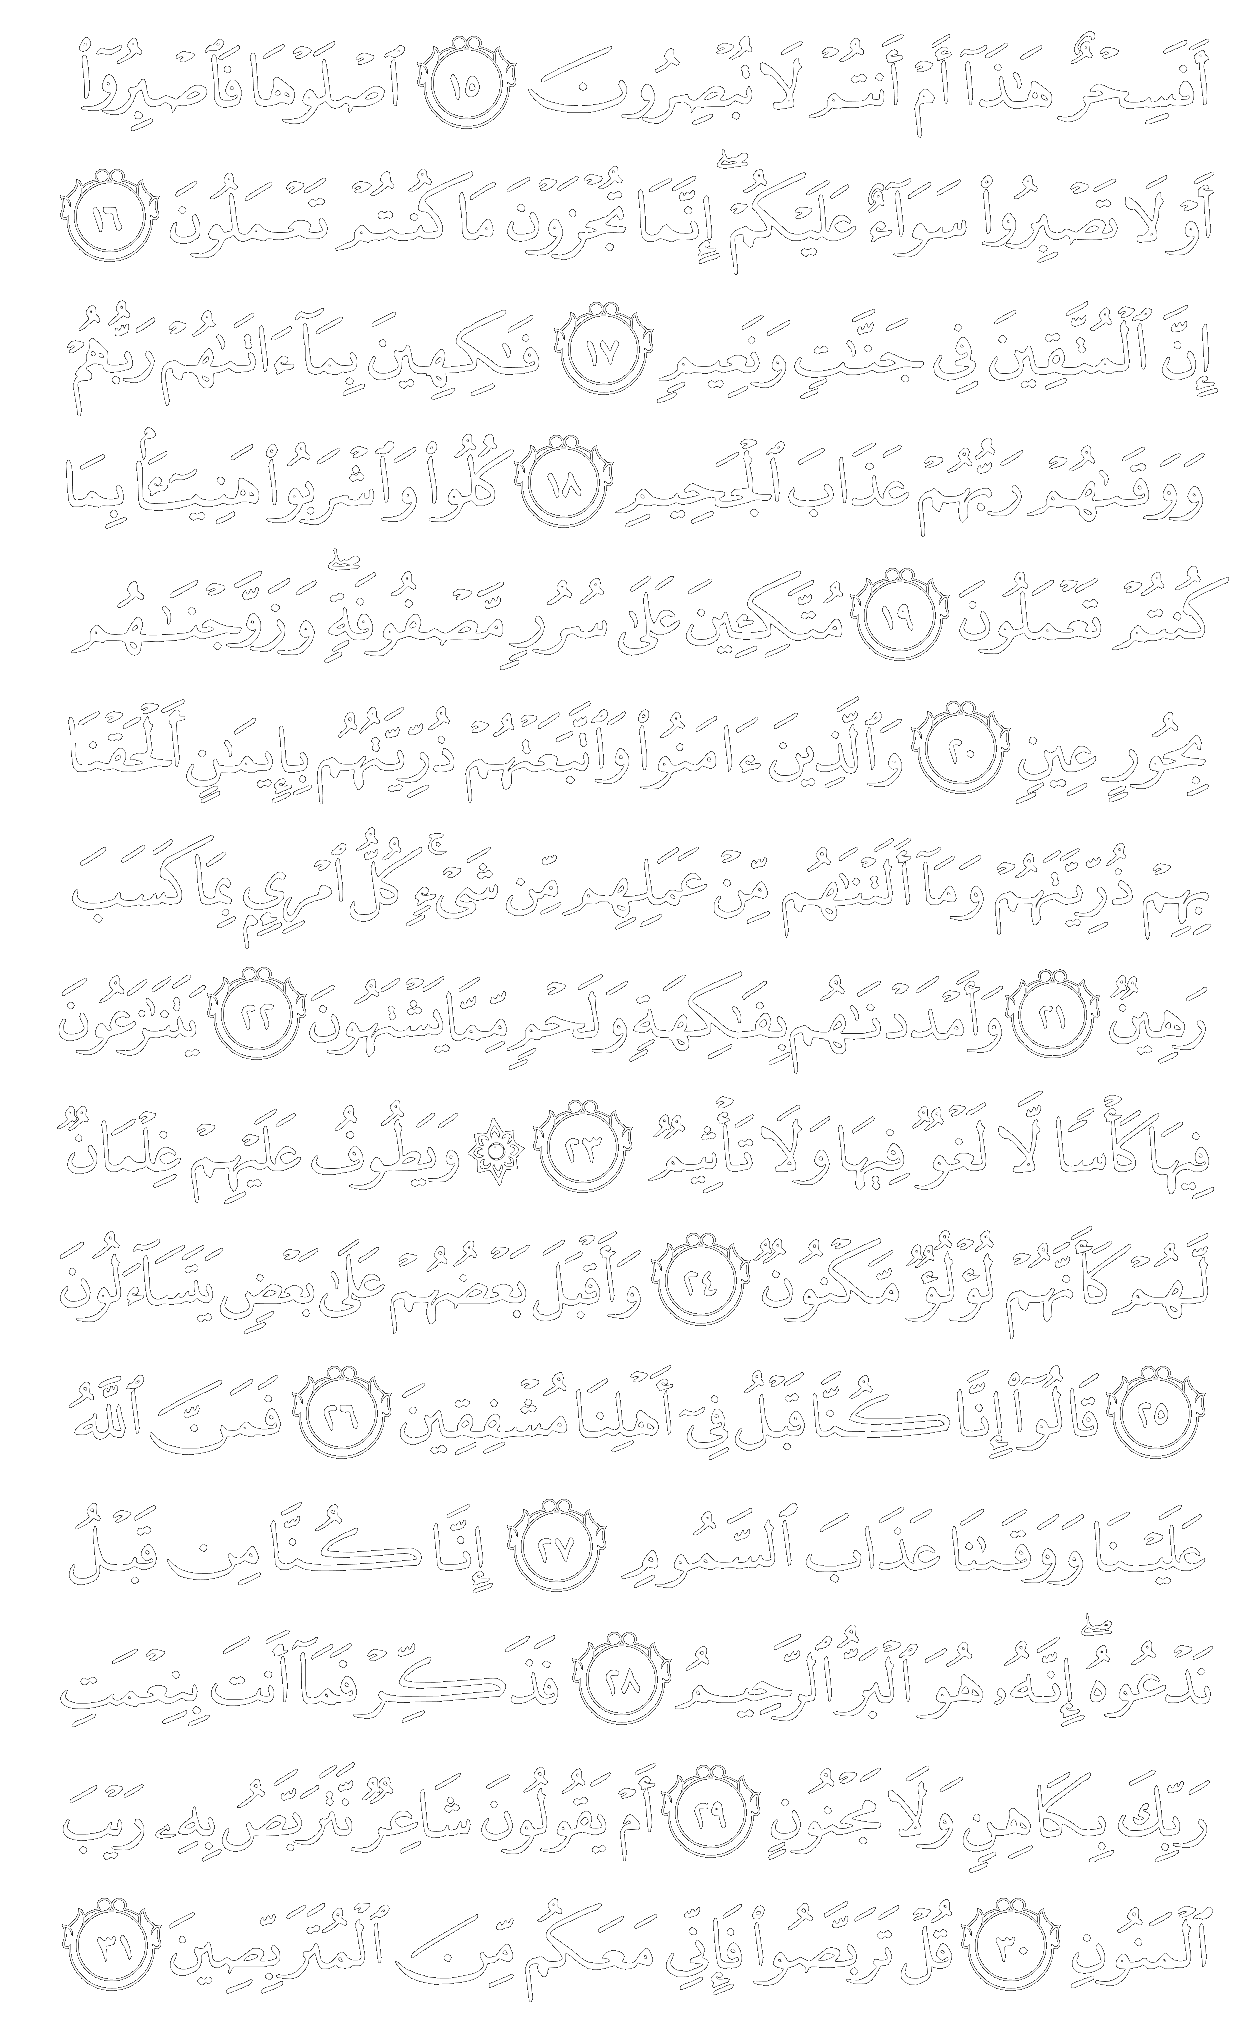 أَفَسِحْرٌ هَٰذَآ أَمْ أَنتُمْ لَا تُبْصِرُونَ ١٥ ٱصْلَوْهَا فَٱصْبِرُوٓا۟
أَوْ لَا تَصْبِرُوا۟ سَوَآءٌ عَلَيْكُمْ ۖ إِنَّمَا تُجْزَوْنَ مَا كُنتُمْ تَعْمَلُونَ ١٦
إِنَّ ٱلْمُتَّقِينَ فِى جَنَّٰتٍ وَنَعِيمٍ ١٧ فَٰكِهِينَ بِمَآ ءَاتَىٰهُمْ رَبُّهُمْ
وَوَقَىٰهُمْ رَبُّهُمْ عَذَابَ ٱلْجَحِيمِ ١٨ كُلُوا۟ وَٱشْرَبُوا۟ هَنِيٓـًٔۢا بِمَا
كُنتُمْ تَعْمَلُونَ ١٩ مُتَّكِـِٔينَ عَلَىٰ سُرُرٍ مَّصْفُوفَةٍ ۖ وَزَوَّجْنَٰهُم
بِحُورٍ عِينٍ ٢٠ وَٱلَّذِينَ ءَامَنُوا۟ وَٱتَّبَعَتْهُمْ ذُرِّيَّتُهُم بِإِيمَٰنٍ أَلْحَقْنَا
بِهِمْ ذُرِّيَّتَهُمْ وَمَآ أَلَتْنَٰهُم مِّنْ عَمَلِهِم مِّن شَىْءٍ ۚ كُلُّ ٱمْرِئٍۭ بِمَا كَسَبَ
رَهِينٌ ٢١ وَأَمْدَدْنَٰهُم بِفَٰكِهَةٍ وَلَحْمٍ مِّمَّا يَشْتَهُونَ ٢٢ يَتَنَٰزَعُونَ
فِيهَا كَأْسًا لَّا لَغْوٌ فِيهَا وَلَا تَأْثِيمٌ ٢٣ ۞ وَيَطُوفُ عَلَيْهِمْ غِلْمَانٌ
لَّهُمْ كَأَنَّهُمْ لُؤْلُؤٌ مَّكْنُونٌ ٢٤ وَأَقْبَلَ بَعْضُهُمْ عَلَىٰ بَعْضٍ يَتَسَآءَلُونَ
٢٥ قَالُوٓا۟ إِنَّا كُنَّا قَبْلُ فِىٓ أَهْلِنَا مُشْفِقِينَ ٢٦ فَمَنَّ ٱللَّهُ
عَلَيْنَا وَوَقَىٰنَا عَذَابَ ٱلسَّمُومِ ٢٧ إِنَّا كُنَّا مِن قَبْلُ
نَدْعُوهُ ۖ إِنَّهُۥ هُوَ ٱلْبَرُّ ٱلرَّحِيمُ ٢٨ فَذَكِّرْ فَمَآ أَنتَ بِنِعْمَتِ
رَبِّكَ بِكَاهِنٍ وَلَا مَجْنُونٍ ٢٩ أَمْ يَقُولُونَ شَاعِرٌ نَّتَرَبَّصُ بِهِۦ رَيْبَ
ٱلْمَنُونِ ٣٠ قُلْ تَرَبَّصُوا۟ فَإِنِّى مَعَكُم مِّنَ ٱلْمُتَرَبِّصِينَ ٣١